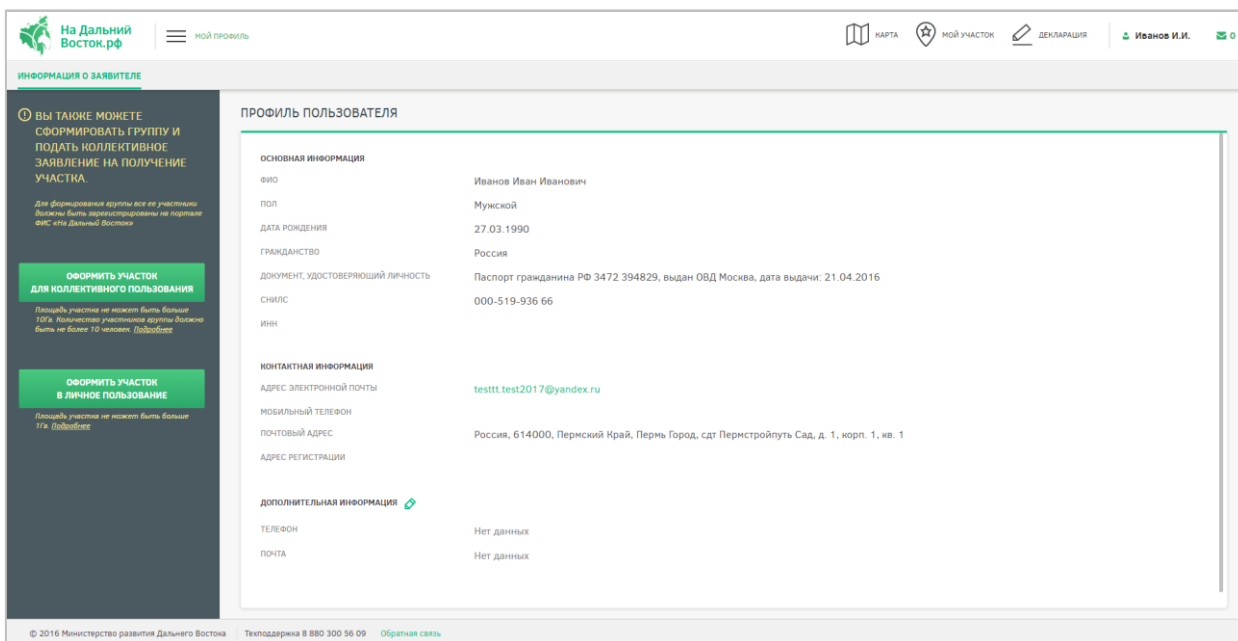 На Дальний
Восток.рф
МОЙ ПРОФИЛЬ
КАРТА
МОЙ УЧАСТОК
ДЕКЛАРАЦИЯ
Иванов И.И.
0
ИНФОРМАЦИЯ О ЗАЯВИТЕЛЕ
ВЫ ТАКЖЕ МОЖЕТЕ
СФОРМИРОВАТЬ ГРУППУ И
ПОДАТЬ КОЛЛЕКТИВНОЕ
ЗАЯВЛЕНИЕ НА ПОЛУЧЕНИЕ
УЧАСТКА.
Для формирования группы все ее участники
должны быть зарегистрированы на портале
ФИС «На Дальный Восток»
ОФОРМИТЬ УЧАСТОК
ДЛЯ КОЛЛЕКТИВНОГО ПОЛЬЗОВАНИЯ
Площадь участка не может быть больше
10Га. Количество участников группы должно
быть не более 10 человек. Подробнее
ОФОРМИТЬ УЧАСТОК
В ЛИЧНОЕ ПОЛЬЗОВАНИЕ
Площадь участка не может быть больше
1Га. Подробнее
ПРОФИЛЬ ПОЛЬЗОВАТЕЛЯ
ОСНОВНАЯ ИНФОРМАЦИЯ
ФИО Иванов Иван Иванович
ПОЛ Мужской
ДАТА РОЖДЕНИЯ 27.03.1990
ГРАЖДАНСТВО Россия
ДОКУМЕНТ, УДОСТОВЕРЯЮЩИЙ ЛИЧНОСТЬ Паспорт гражданина РФ 3472 394829, выдан ОВД Москва, дата выдачи: 21.04.2016
СНИЛС 000-519-936 66
ИНН
КОНТАКТНАЯ ИНФОРМАЦИЯ
АДРЕС ЭЛЕКТРОННОЙ ПОЧТЫ testtt.test2017@yandex.ru
МОБИЛЬНЫЙ ТЕЛЕФОН
ПОЧТОВЫЙ АДРЕС Россия, 614000, Пермский Край, Пермь Город, сдт Пермстройпуть Сад, д. 1, корп. 1, кв. 1
АДРЕС РЕГИСТРАЦИИ
ДОПОЛНИТЕЛЬНАЯ ИНФОРМАЦИЯ
ТЕЛЕФОН Нет данных
ПОЧТА Нет данных
© 2016 Министерство развития Дальнего Востока Техподдержка 8 880 300 56 09 Обратная связь